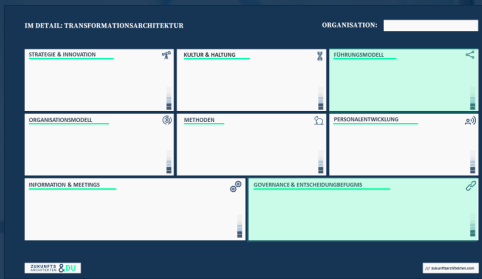 IM DETAIL: TRANSFORMATIONSARCHITEKTUR
ORGANISATION:
STRATEGIE & INNOVATION
KULTUR & HALTUNG
FÜHRUNGSMODELL
ORGANISATIONSMODELL
METHODEN
PERSONALENTWICKLUNG
INFORMATION & MEETINGS
GOVERNANCE & ENTSCHEIDUNGSBEFUGNIS
ZUKUNFTS
ARCHITEKTEN &DU
/// zukunftsarchitekten.com